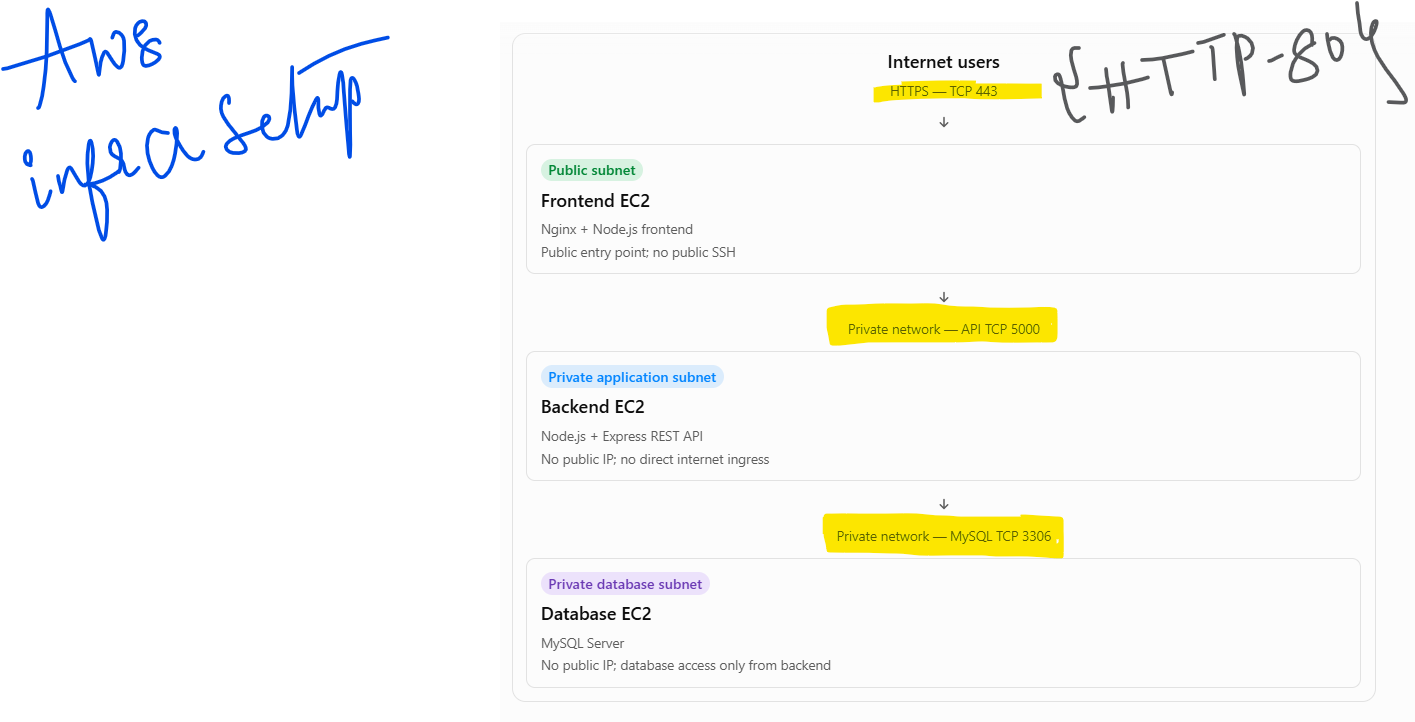 Aws
infra setup
Internet users
HTTPS — TCP 443
{HTTP-80}
↓
Public subnet
Frontend EC2
Nginx + Node.js frontend
Public entry point; no public SSH
↓
Private network — API TCP 5000
Private application subnet
Backend EC2
Node.js + Express REST API
No public IP; no direct internet ingress
↓
Private network — MySQL TCP 3306
Private database subnet
Database EC2
MySQL Server
No public IP; database access only from backend